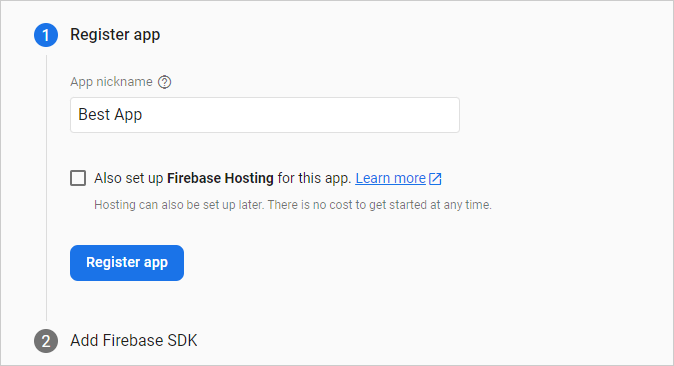 1 Register app
App nickname ?
Best App
Also set up Firebase Hosting for this app. Learn more
Hosting can also be set up later. There is no cost to get started at any time.
Register app
2 Add Firebase SDK